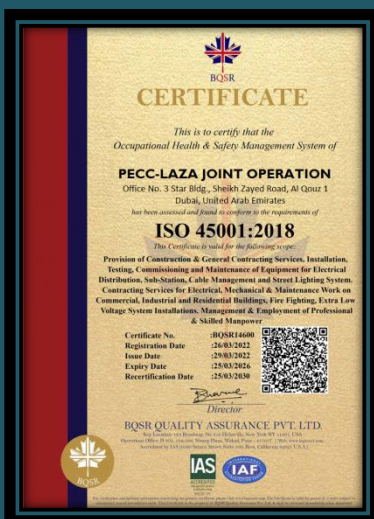 BQSR
CERTIFICATE
This is to certify that the
Occupational Health & Safety Management System of
PECC-LAZA JOINT OPERATION
Office No. 3 Star Bldg., Sheikh Zayed Road, Al Qouz 1
Dubai, United Arab Emirates
has been assessed and found to conform to the requirements of
ISO 45001:2018
This Certificate is valid for the following scope:
Provision of Construction & General Contracting Services, Installation,
Testing, Commissioning and Maintenance of Equipment for Electrical
Distribution, Sub-Station, Cable Management and Street Lighting System.
Contracting Services for Electrical, Mechanical & Maintenance Work on
Commercial, Industrial and Residential Buildings, Fire Fighting, Extra Low
Voltage System Installations. Management & Employment of Professional
& Skilled Manpower
Certificate No. :BQSR14600
Registration Date :26/03/2022
Issue Date :29/03/2022
Expiry Date :25/03/2026
Recertification Date :25/03/2030
Director
BQSR QUALITY ASSURANCE PVT. LTD.
BQSR
IAS
ACCREDITED
IAF